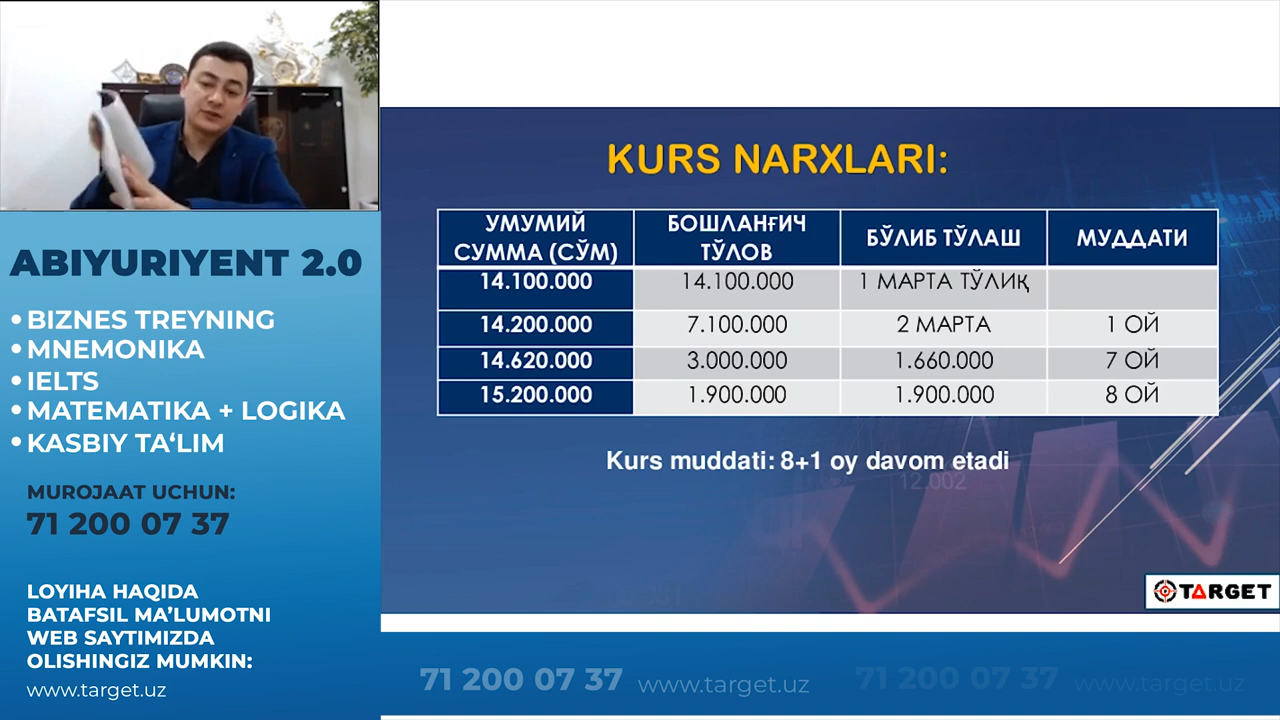 ABIYURIYENT 2.0
• BIZNES TREYNING
• MNEMONIKA
• IELTS
• MATEMATIKA + LOGIKA
• KASBIY TA‘LIM
MUROJAAT UCHUN:
71 200 07 37
LOYIHA HAQIDA
BATAFSIL MA’LUMOTNI
WEB SAYTIMIZDA
OLISHINGIZ MUMKIN:
www.target.uz
KURS NARXLARI:
УМУМИЙ СУММА (СЎМ) БОШЛАНҒИЧ ТЎЛОВ БЎЛИБ ТЎЛАШ МУДДАТИ
14.100.000 14.100.000 1 МАРТА ТЎЛИҚ
14.200.000 7.100.000 2 МАРТА 1 ОЙ
14.620.000 3.000.000 1.660.000 7 ОЙ
15.200.000 1.900.000 1.900.000 8 ОЙ
Kurs muddati: 8+1 oy davom etadi
12.002
TARGET
71 200 07 37 www.target.uz 71 200 07 37 www.target.uz